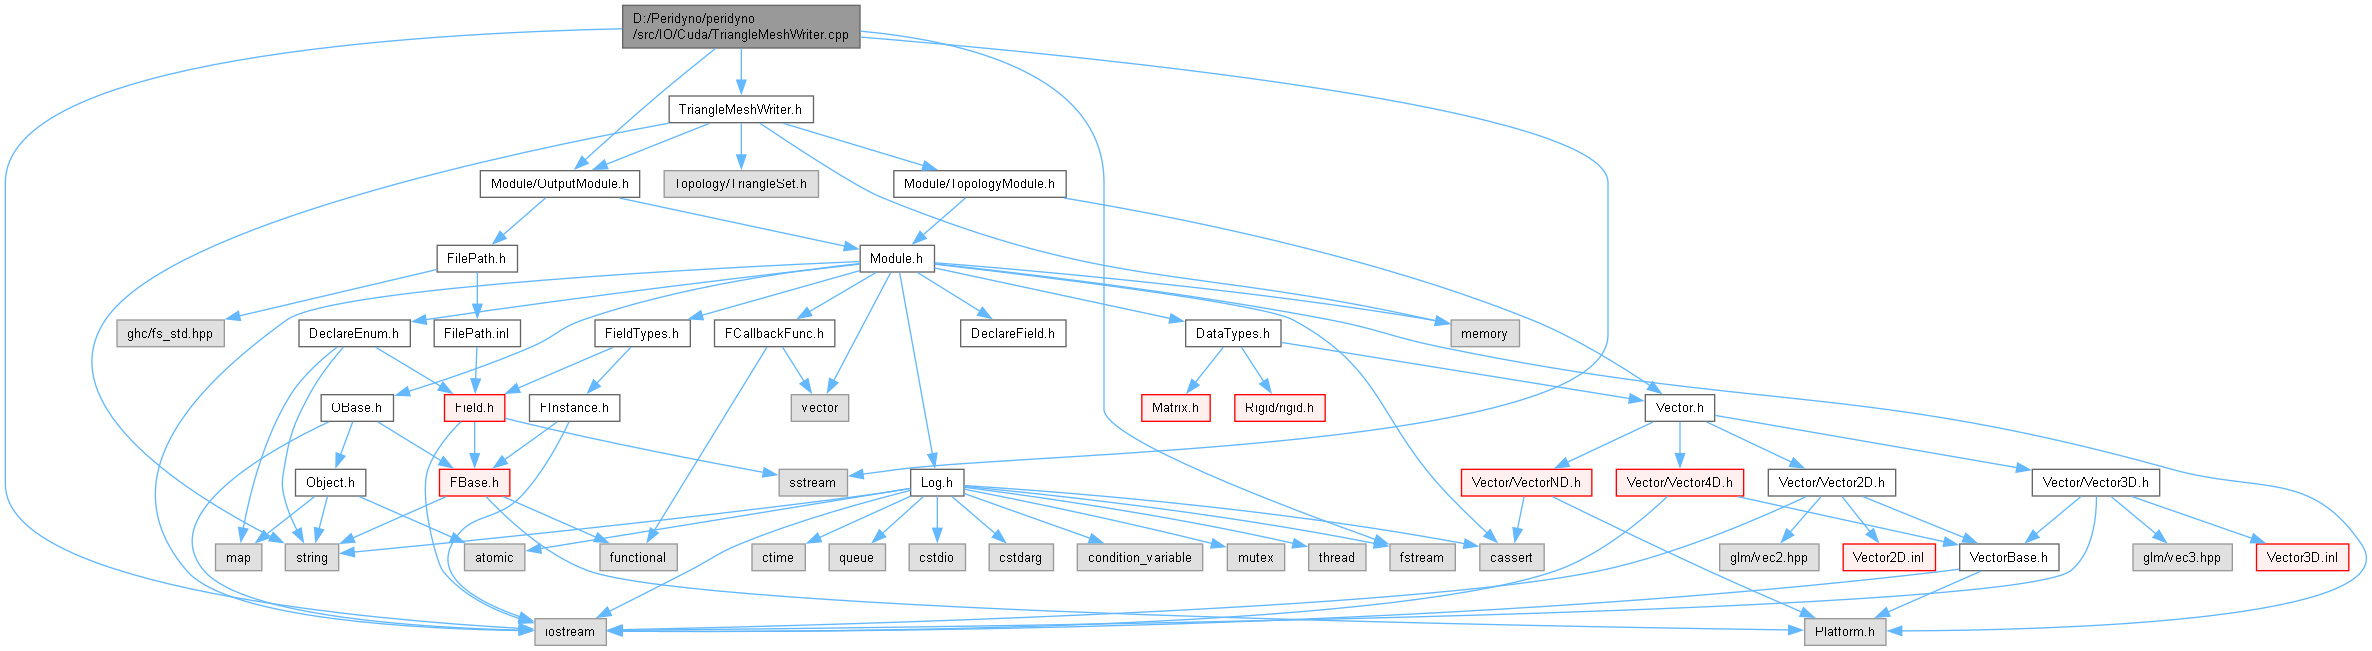 D:/Peridyno/peridyno
/src/IO/Cuda/TriangleMeshWriter.cpp
TriangleMeshWriter.h
Module/OutputModule.h
Topology/TriangleSet.h
Module/TopologyModule.h
FilePath.h
Module.h
ghc/fs_std.hpp
DeclareEnum.h
FilePath.inl
FieldTypes.h
FCallbackFunc.h
DeclareField.h
DataTypes.h
memory
OBase.h
Field.h
FInstance.h
vector
Matrix.h
Rigid/rigid.h
Vector.h
Object.h
FBase.h
sstream
Log.h
Vector/VectorND.h
Vector/Vector4D.h
Vector/Vector2D.h
Vector/Vector3D.h
map
string
atomic
functional
ctime
queue
cstdio
cstdarg
condition_variable
mutex
thread
fstream
cassert
glm/vec2.hpp
Vector2D.inl
VectorBase.h
glm/vec3.hpp
Vector3D.inl
iostream
Platform.h